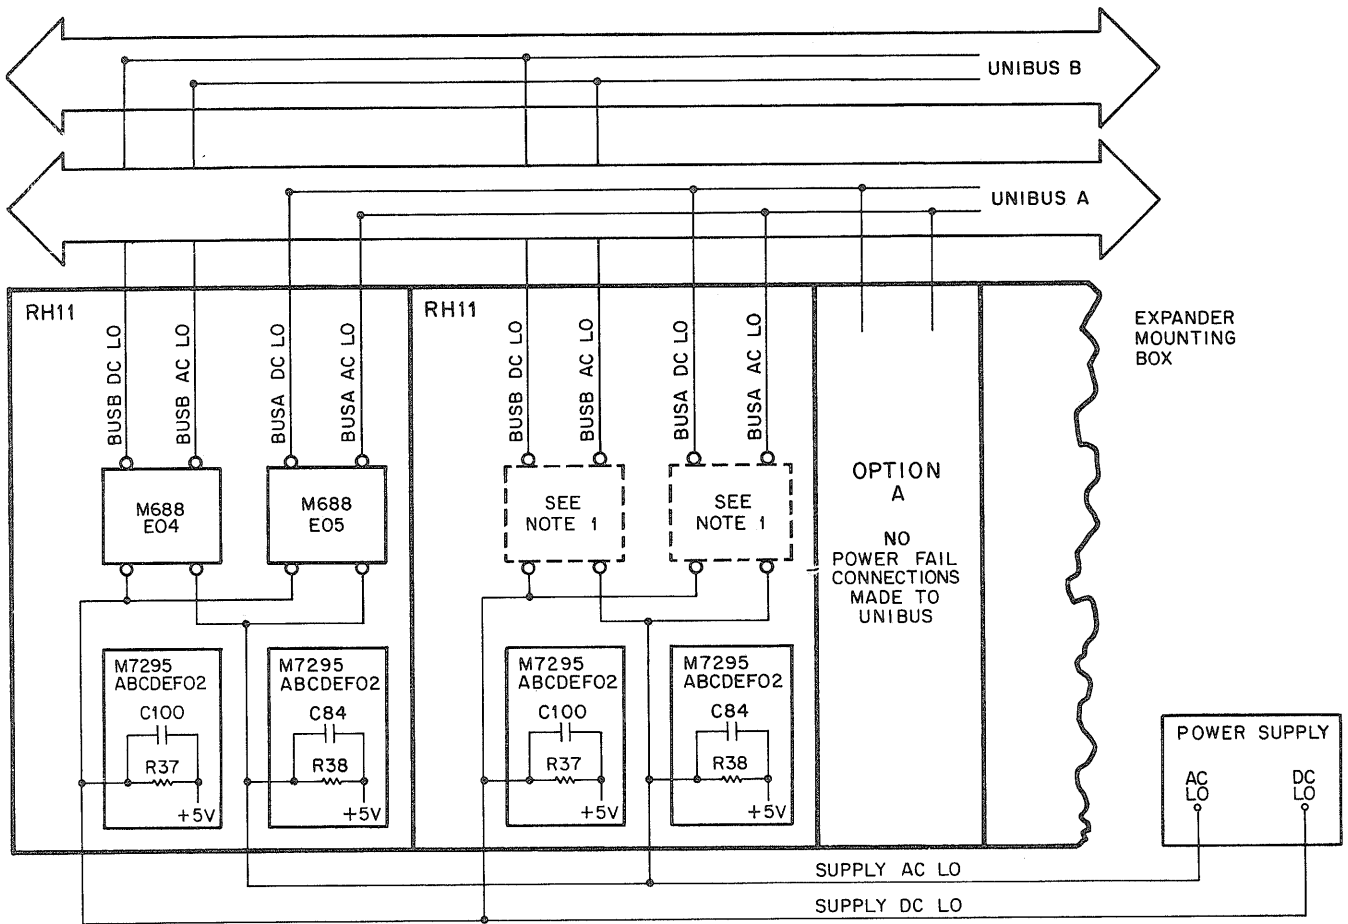 UNIBUS B
UNIBUS A
RH11
RH11
EXPANDER
MOUNTING
BOX
BUSB DC LO
BUSB AC LO
BUSA DC LO
BUSA AC LO
BUSB DC LO
BUSB AC LO
BUSA DC LO
BUSA AC LO
M688
E04
M688
E05
SEE
NOTE 1
SEE
NOTE 1
OPTION
A
NO
POWER FAIL
CONNECTIONS
MADE TO
UNIBUS
M7295
ABCDEF02
C100
R37
+5V
M7295
ABCDEF02
C84
R38
+5V
M7295
ABCDEF02
C100
R37
+5V
M7295
ABCDEF02
C84
R38
+5V
POWER SUPPLY
AC
LO
DC
LO
SUPPLY AC LO
SUPPLY DC LO